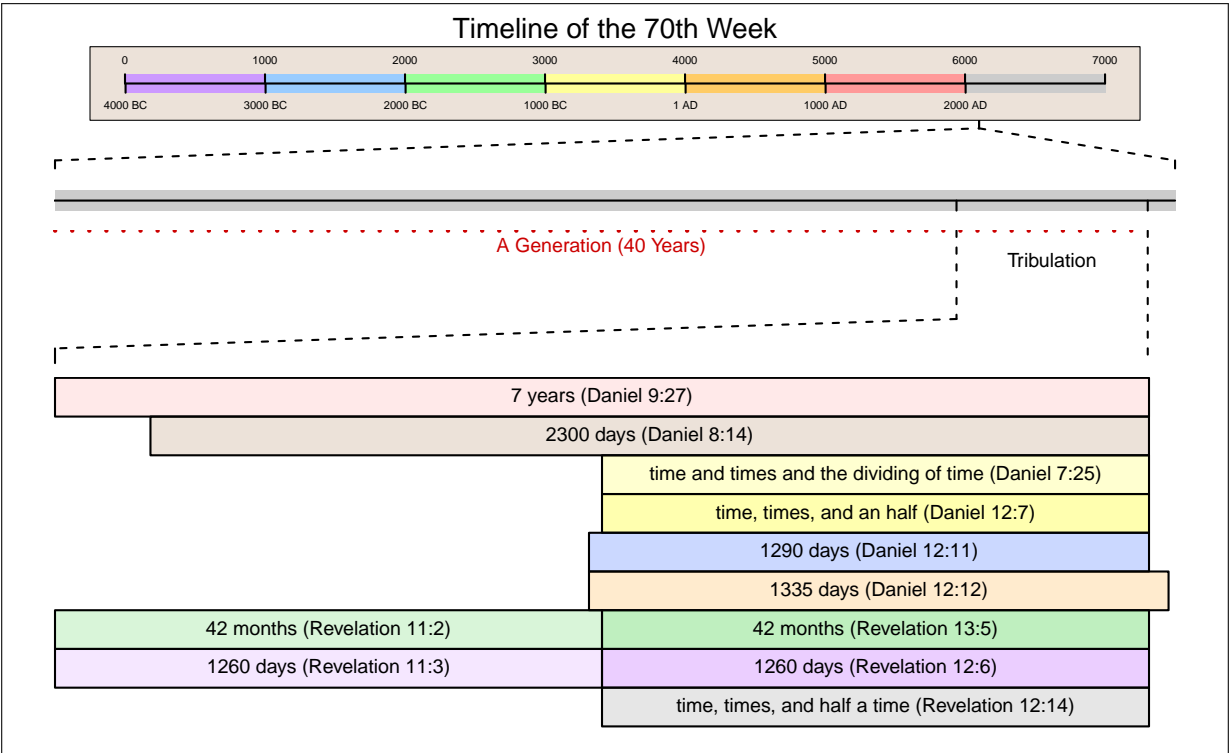 Timeline of the 70th Week
0 1000 2000 3000 4000 5000 6000 7000
4000 BC 3000 BC 2000 BC 1000 BC 1 AD 1000 AD 2000 AD
A Generation (40 Years)
Tribulation
7 years (Daniel 9:27)
2300 days (Daniel 8:14)
time and times and the dividing of time (Daniel 7:25)
time, times, and an half (Daniel 12:7)
1290 days (Daniel 12:11)
1335 days (Daniel 12:12)
42 months (Revelation 11:2) 42 months (Revelation 13:5)
1260 days (Revelation 11:3) 1260 days (Revelation 12:6)
time, times, and half a time (Revelation 12:14)